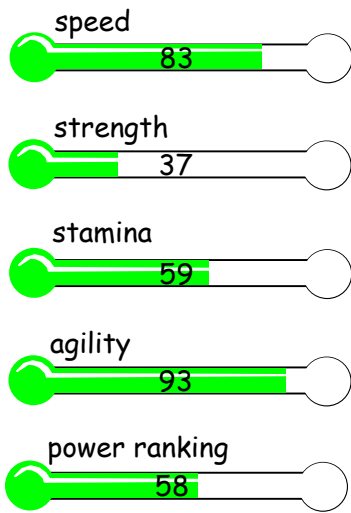 speed
83
strength
37
stamina
59
agility
93
power ranking
58